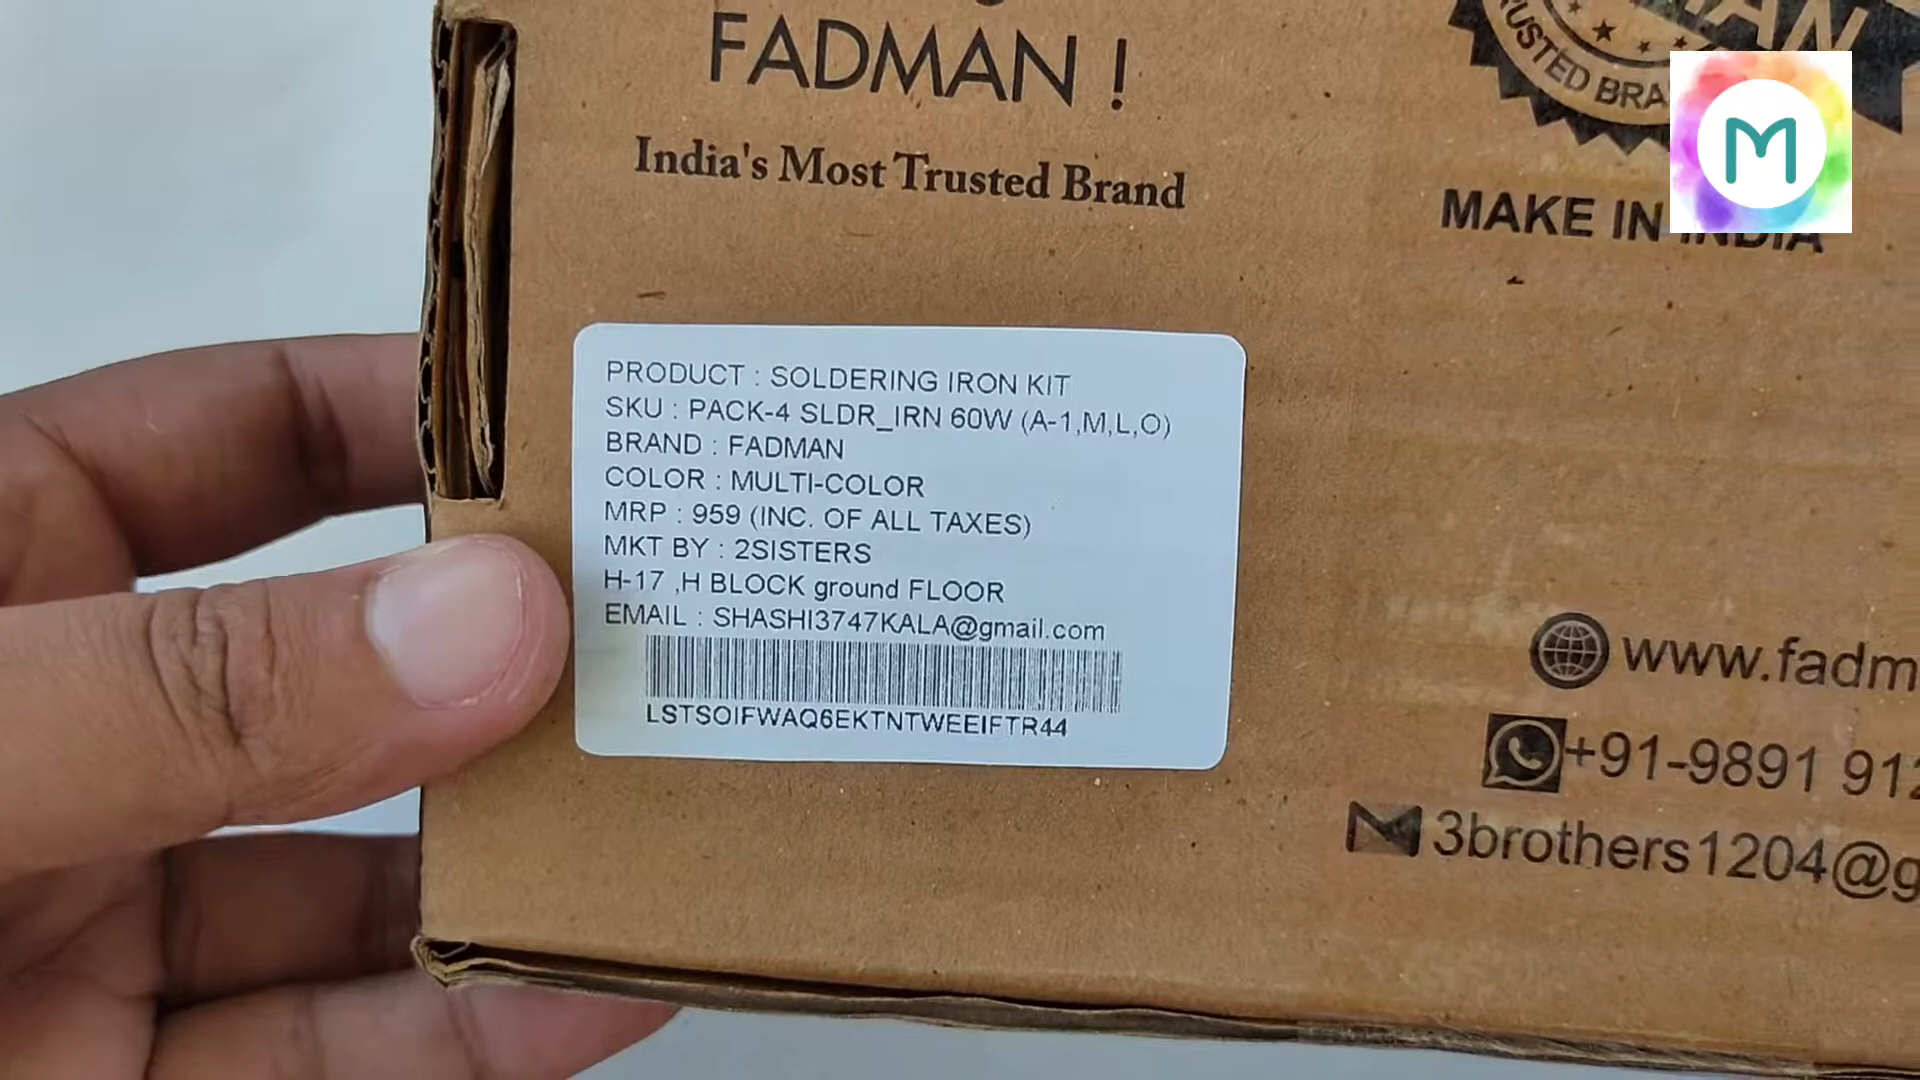 FADMAN !
India's Most Trusted Brand
TRUSTED BRA
M
MAKE IN INDIA
PRODUCT : SOLDERING IRON KIT
SKU : PACK-4 SLDR_IRN 60W (A-1,M,L,O)
BRAND : FADMAN
COLOR : MULTI-COLOR
MRP : 959 (INC. OF ALL TAXES)
MKT BY : 2SISTERS
H-17 ,H BLOCK ground FLOOR
EMAIL : SHASHI3747KALA@gmail.com
LSTSOIFWAQ6EKTNTWEEIFTR44
www.fadm
+91-9891 912
3brothers1204@g